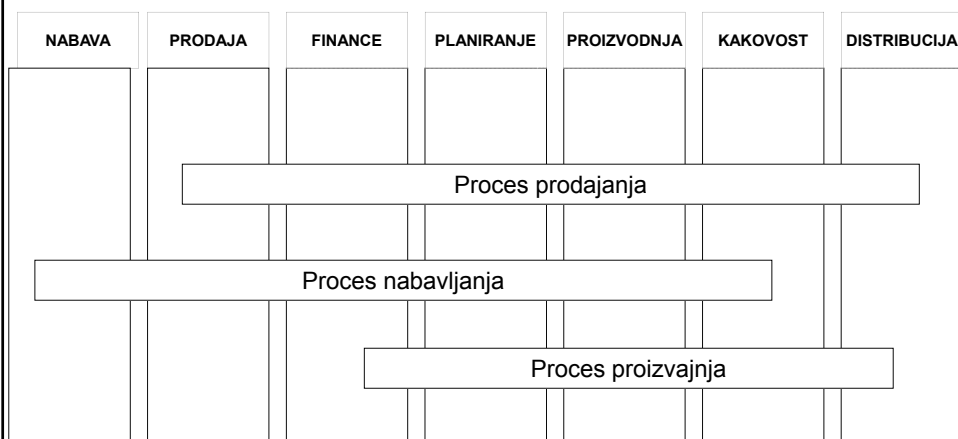 NABAVA PRODAJA FINANCE PLANIRANJE PROIZVODNJA KAKOVOST DISTRIBUCIJA
Proces prodajanja
Proces nabavljanja
Proces proizvajnja